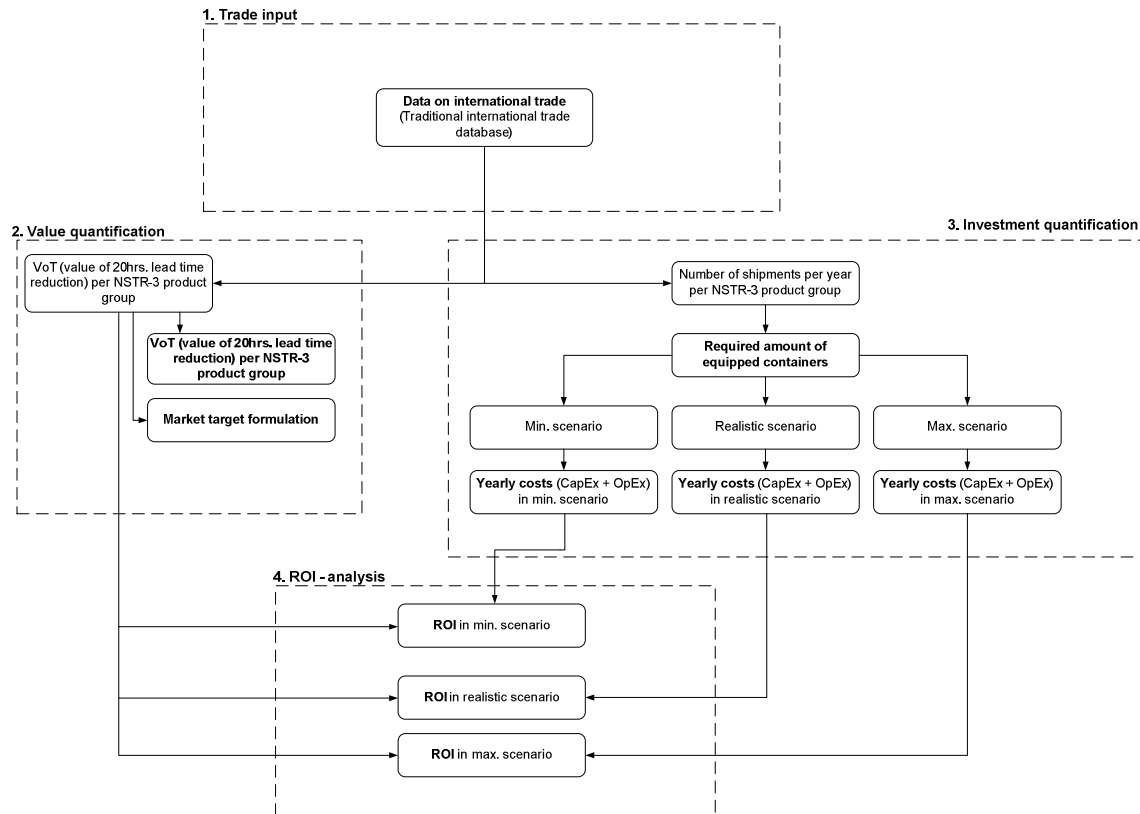 1. Trade input
Data on international trade
(Traditional international trade
database)
2. Value quantification
VoT (value of 20hrs. lead time
reduction) per NSTR-3 product
group
VoT (value of 20hrs. lead time
reduction) per NSTR-3
product group
Market target formulation
3. Investment quantification
Number of shipments per year
per NSTR-3 product group
Required amount of
equipped containers
Min. scenario
Realistic scenario
Max. scenario
Yearly costs (CapEx + OpEx)
in min. scenario
Yearly costs (CapEx + OpEx)
in realistic scenario
Yearly costs (CapEx + OpEx)
in max. scenario
4. ROI - analysis
ROI in min. scenario
ROI in realistic scenario
ROI in max. scenario